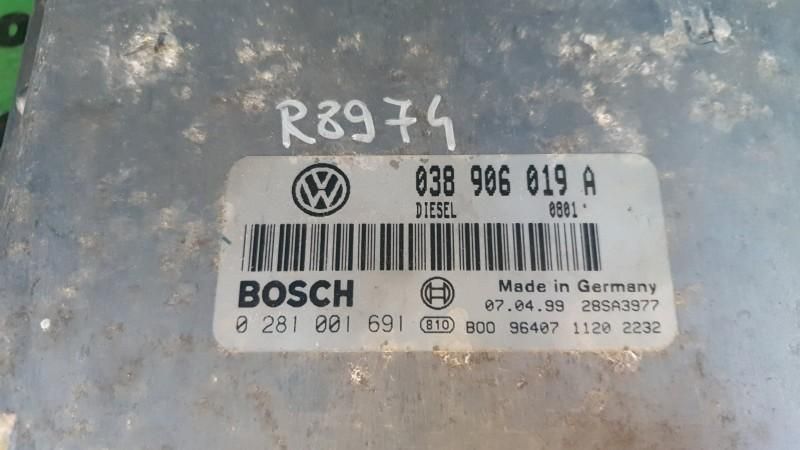 R8974
038 906 019 A
DIESEL 0801*
BOSCH
Made in Germany
07.04.99 28SA3977
0 281 001 691 810 B00 96407 1120 2232